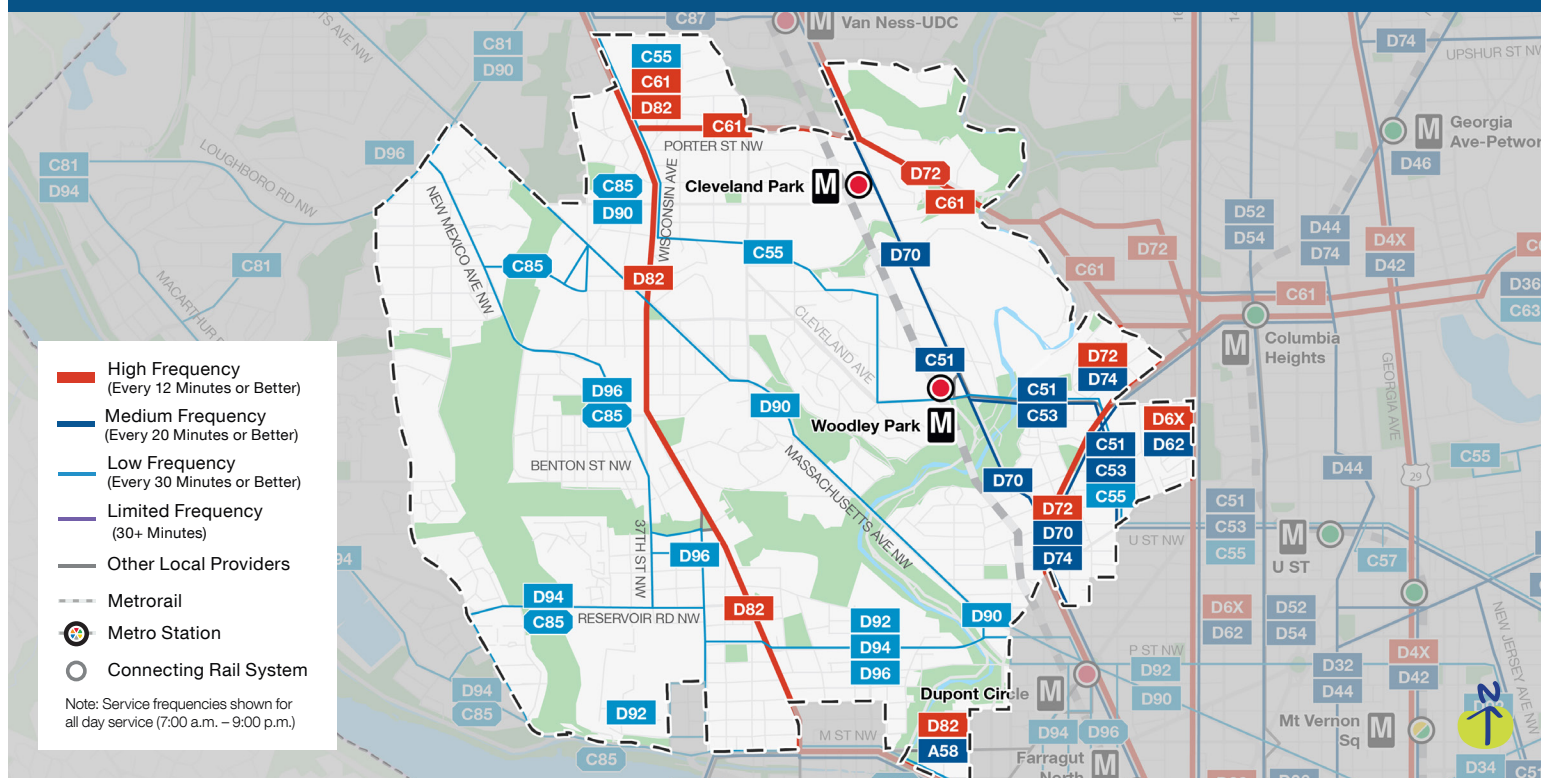 C87
Van Ness-UDC
C81
D90
C55
C61
D82
D74
UPSHUR ST NW
Georgia
D46
C61
PORTER ST NW
D96
C81
D94
LOUGHBORO RD NW
Cleveland Park
D72
C61
C85
D90
WISCONSIN AVE
NEW MEXICO AVE NW
C85
C55
D70
D82
D52
D54
D44
D74
D4X
D42
D72
C61
C61
D36
C63
C81
CLEVELAND AVE
Columbia
Heights
C51
D72
D74
C51
C53
GEORGIA AVE
High Frequency
(Every 12 Minutes or Better)
Medium Frequency
(Every 20 Minutes or Better)
Low Frequency
(Every 30 Minutes or Better)
Limited Frequency
(30+ Minutes)
Other Local Providers
Metrorail
Metro Station
Connecting Rail System
Note: Service frequencies shown for
all day service (7:00 a.m. – 9:00 p.m.)
D96
C85
D90
Woodley Park
D6X
D62
C51
C53
C55
BENTON ST NW
MASSACHUSETTS AVE NW
D70
D44
C55
29
D72
D70
D74
C51
C53
C55
U ST NW
U ST
C57
37TH ST NW
D96
D94
C85
RESERVOIR RD NW
D82
D92
D94
D96
D90
D6X
D62
D52
D54
NEW JERSEY AVE NW
P ST NW
D92
D90
D32
D44
D4X
D42
D94
C85
D92
Dupont Circle
D82
A58
M ST NW
D94
D96
Farragut
North
Mt Vernon
Sq
N
C85
D34